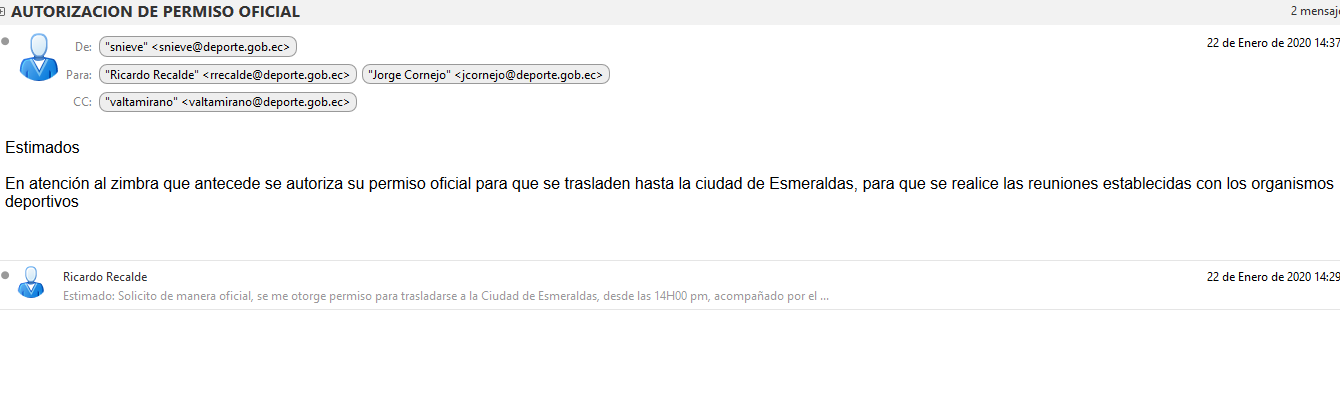 AUTORIZACION DE PERMISO OFICIAL
2 mensaj
De: "snieve" <snieve@deporte.gob.ec>
22 de Enero de 2020 14:37
Para: "Ricardo Recalde" <rrecalde@deporte.gob.ec> "Jorge Cornejo" <jcornejo@deporte.gob.ec>
CC: "valtamirano" <valtamirano@deporte.gob.ec>
Estimados
En atención al zimbra que antecede se autoriza su permiso oficial para que se trasladen hasta la ciudad de Esmeraldas, para que se realice las reuniones establecidas con los organismos
deportivos
Ricardo Recalde
22 de Enero de 2020 14:29
Estimado: Solicito de manera oficial, se me otorge permiso para trasladarse a la Ciudad de Esmeraldas, desde las 14H00 pm, acompañado por el ...